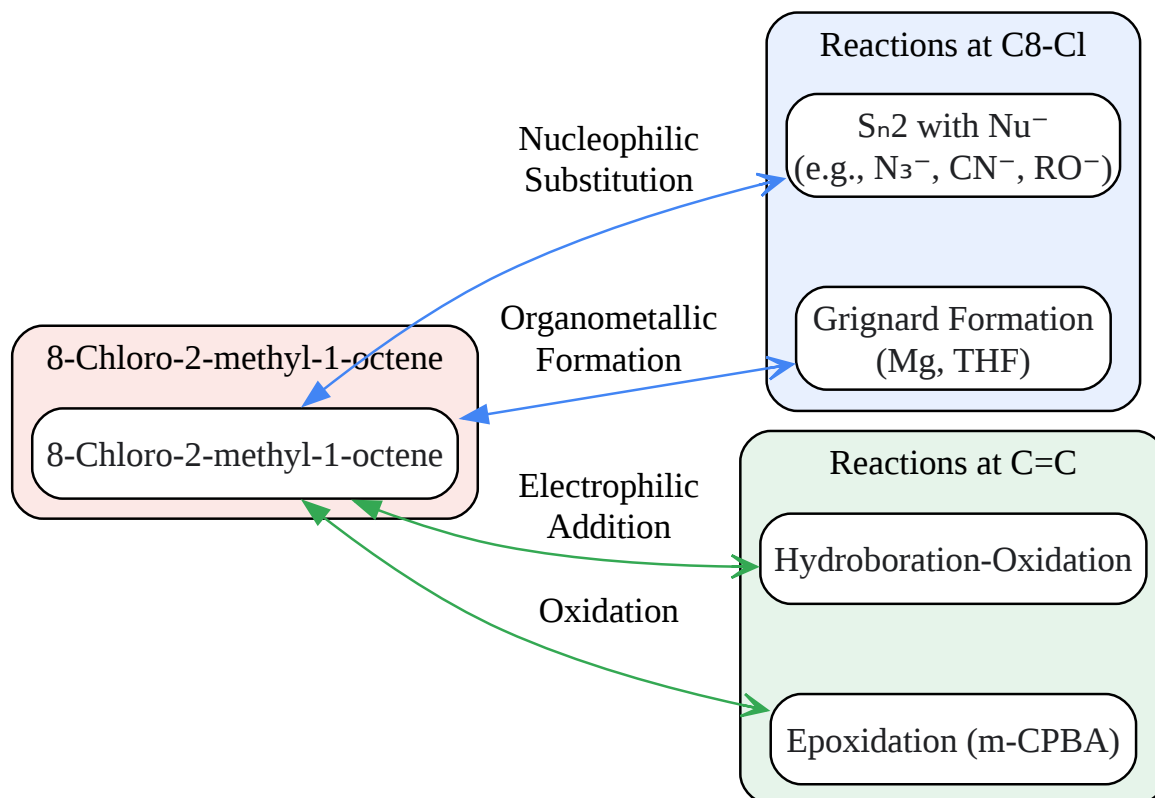 Reactions at C8-Cl
Sₙ2 with Nu⁻
(e.g., N₃⁻, CN⁻, RO⁻)
Nucleophilic
Substitution
Organometallic
Formation
Grignard Formation
(Mg, THF)
8-Chloro-2-methyl-1-octene
8-Chloro-2-methyl-1-octene
Reactions at C=C
Electrophilic
Addition
Hydroboration-Oxidation
Oxidation
Epoxidation (m-CPBA)